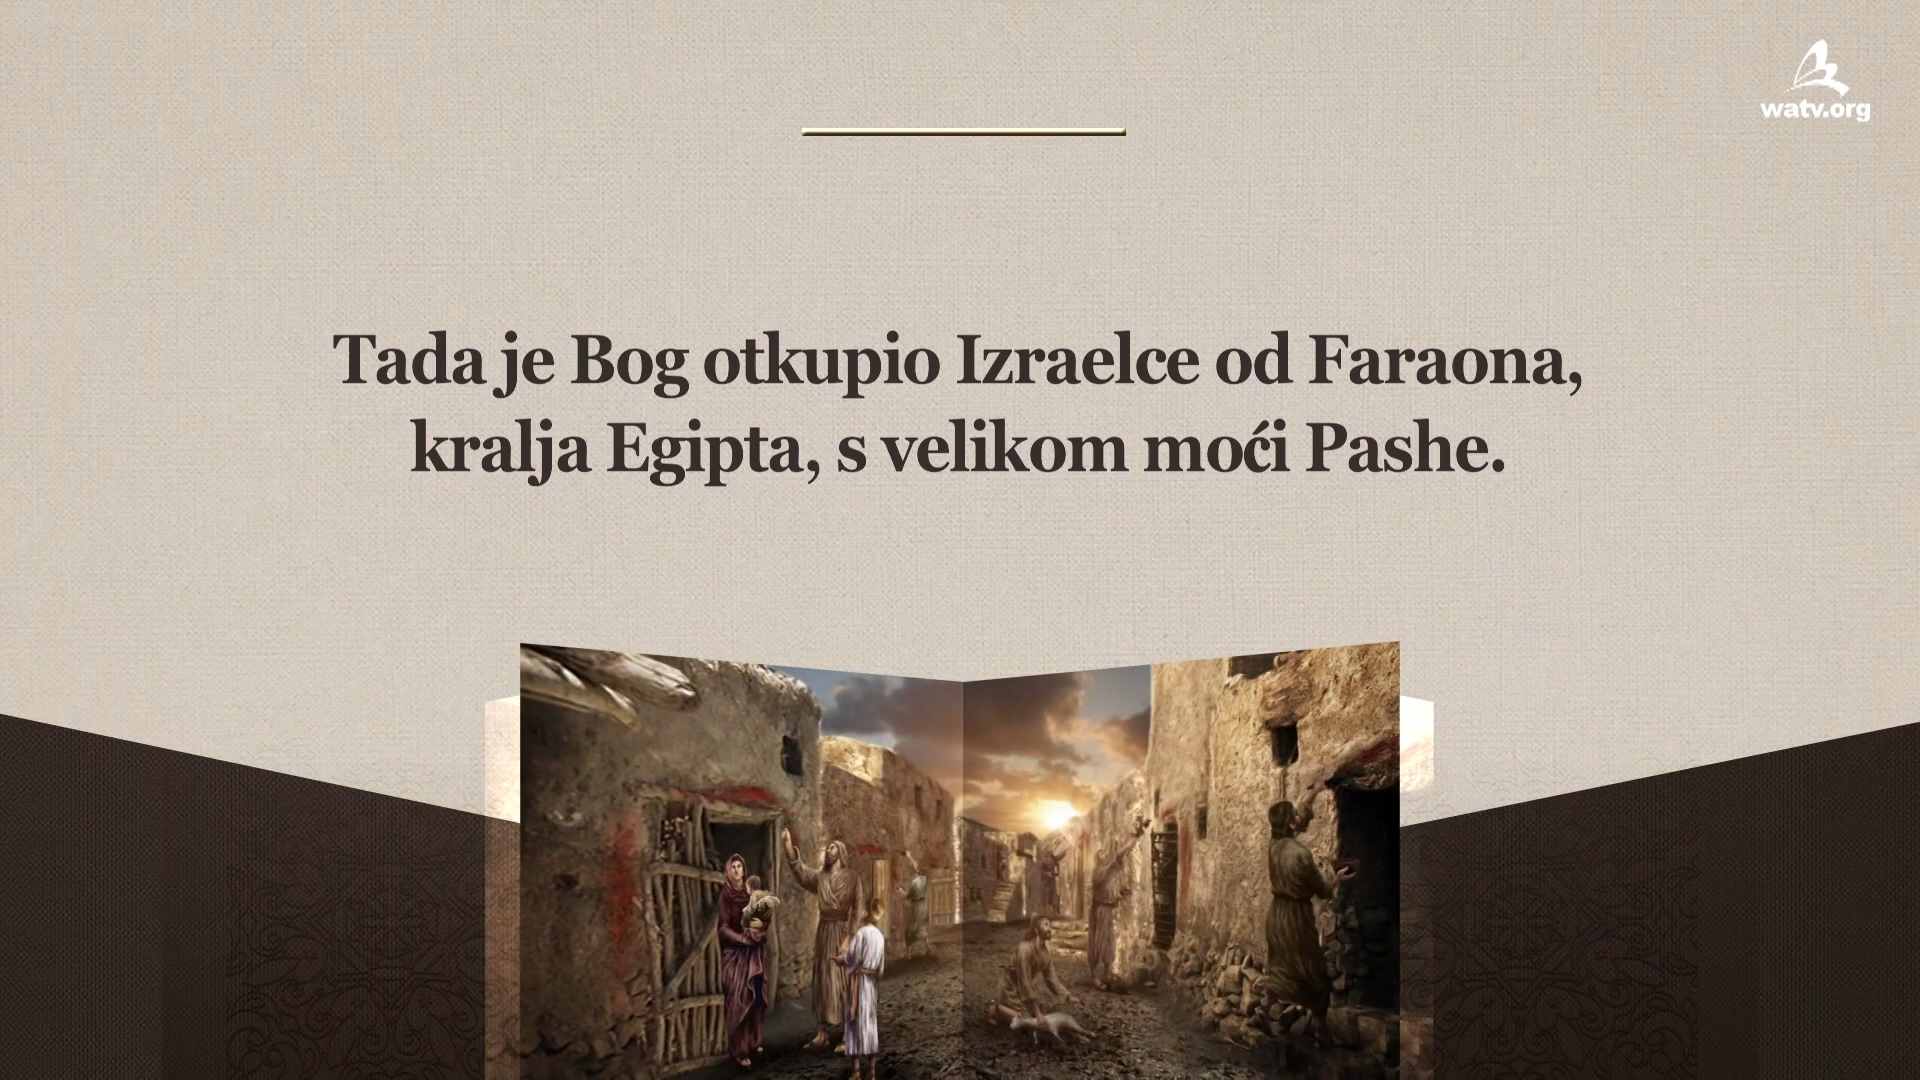 watv.org
Tada je Bog otkupio Izraelce od Faraona,
kralja Egipta, s velikom moći Pashe.